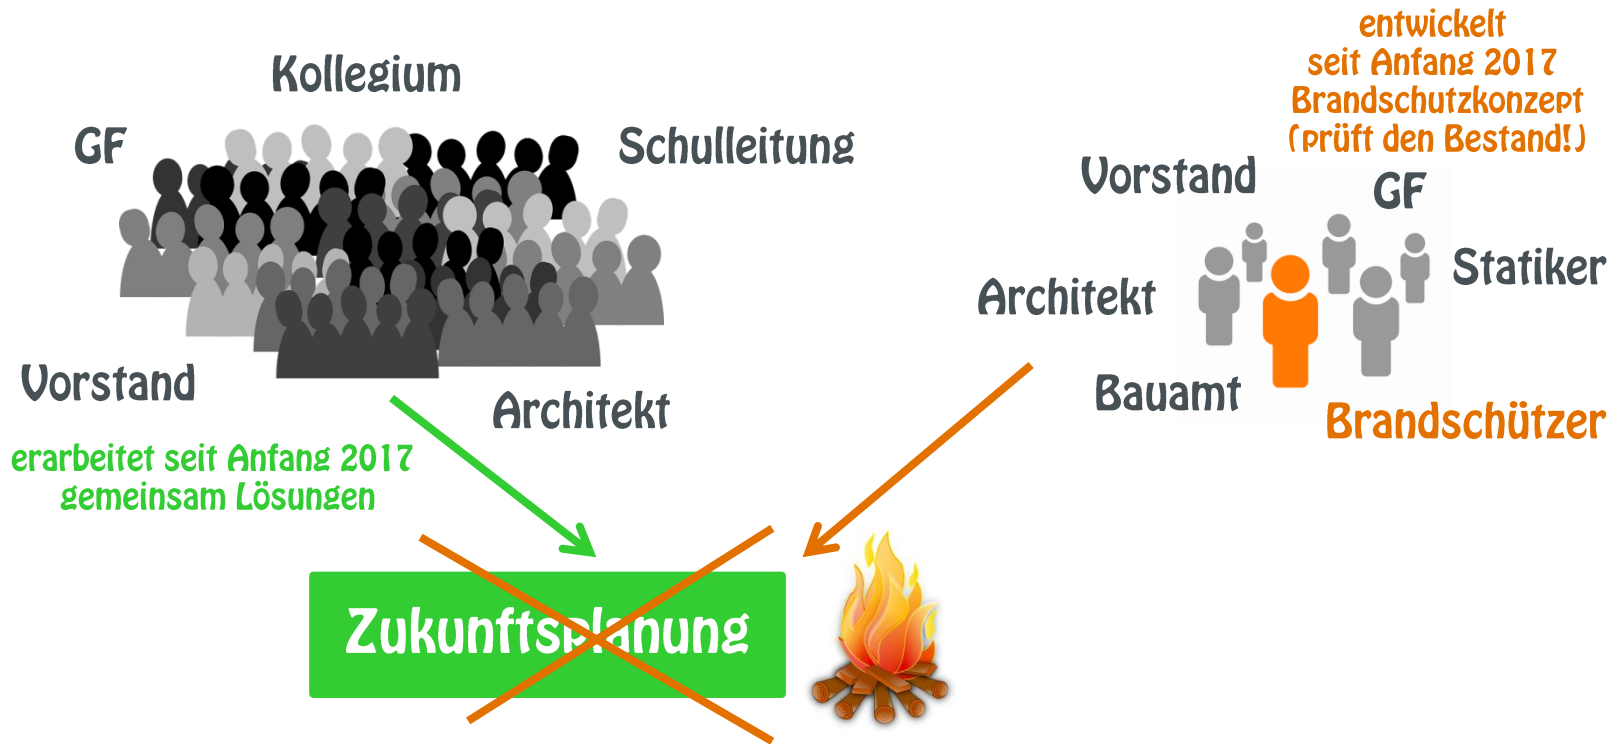 Kollegium
GF
Schulleitung
Vorstand
Architekt
erarbeitet seit Anfang 2017
gemeinsam Lösungen
entwickelt
seit Anfang 2017
Brandschutzkonzept
(prüft den Bestand!)
Vorstand
GF
Architekt
Statiker
Bauamt
Brandschützer
Zukunftsplanung